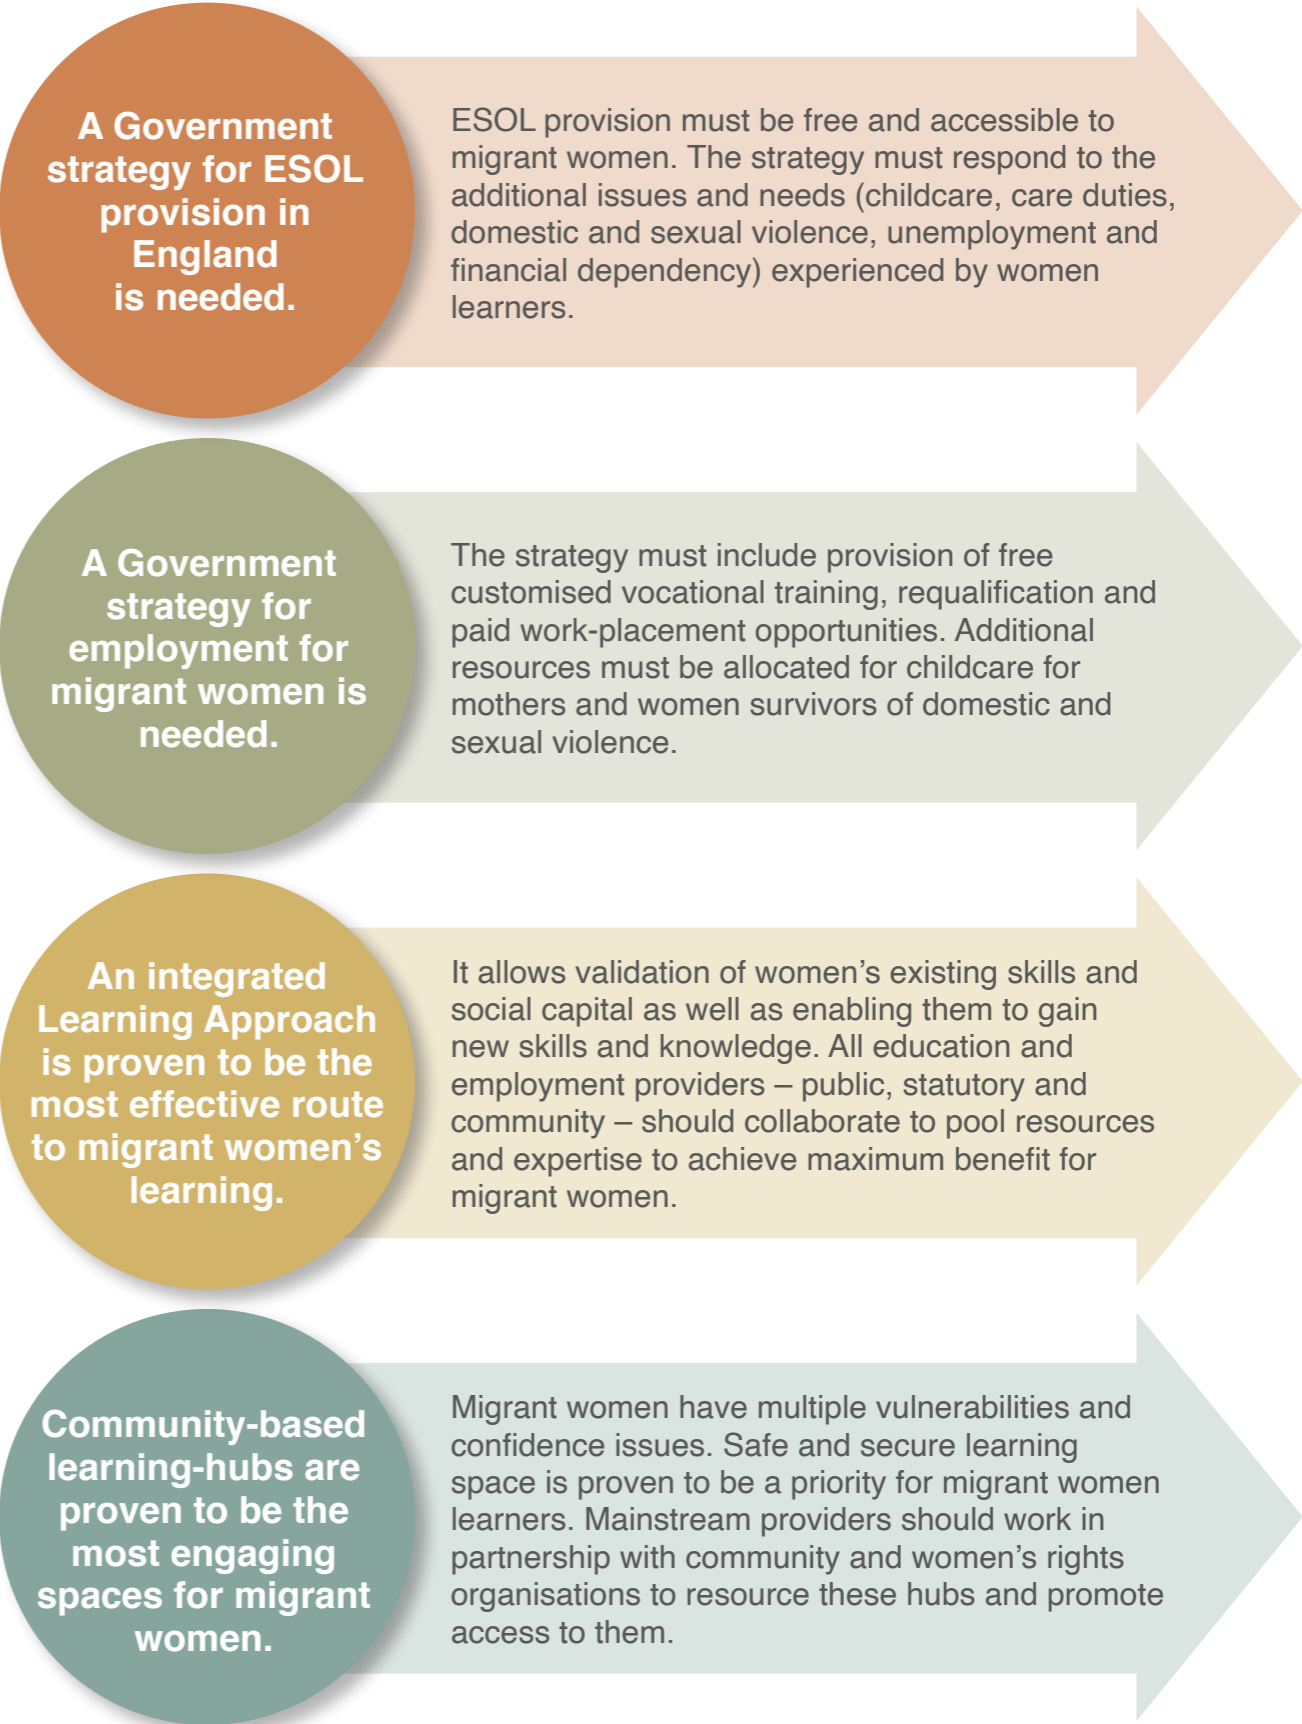 A Government
strategy for ESOL
provision in
England
is needed.
ESOL provision must be free and accessible to
migrant women. The strategy must respond to the
additional issues and needs (childcare, care duties,
domestic and sexual violence, unemployment and
financial dependency) experienced by women
learners.
A Government
strategy for
employment for
migrant women is
needed.
The strategy must include provision of free
customised vocational training, requalification and
paid work-placement opportunities. Additional
resources must be allocated for childcare for
mothers and women survivors of domestic and
sexual violence.
An integrated
Learning Approach
is proven to be the
most effective route
to migrant women’s
learning.
It allows validation of women’s existing skills and
social capital as well as enabling them to gain
new skills and knowledge. All education and
employment providers – public, statutory and
community – should collaborate to pool resources
and expertise to achieve maximum benefit for
migrant women.
Community-based
learning-hubs are
proven to be the
most engaging
spaces for migrant
women.
Migrant women have multiple vulnerabilities and
confidence issues. Safe and secure learning
space is proven to be a priority for migrant women
learners. Mainstream providers should work in
partnership with community and women’s rights
organisations to resource these hubs and promote
access to them.